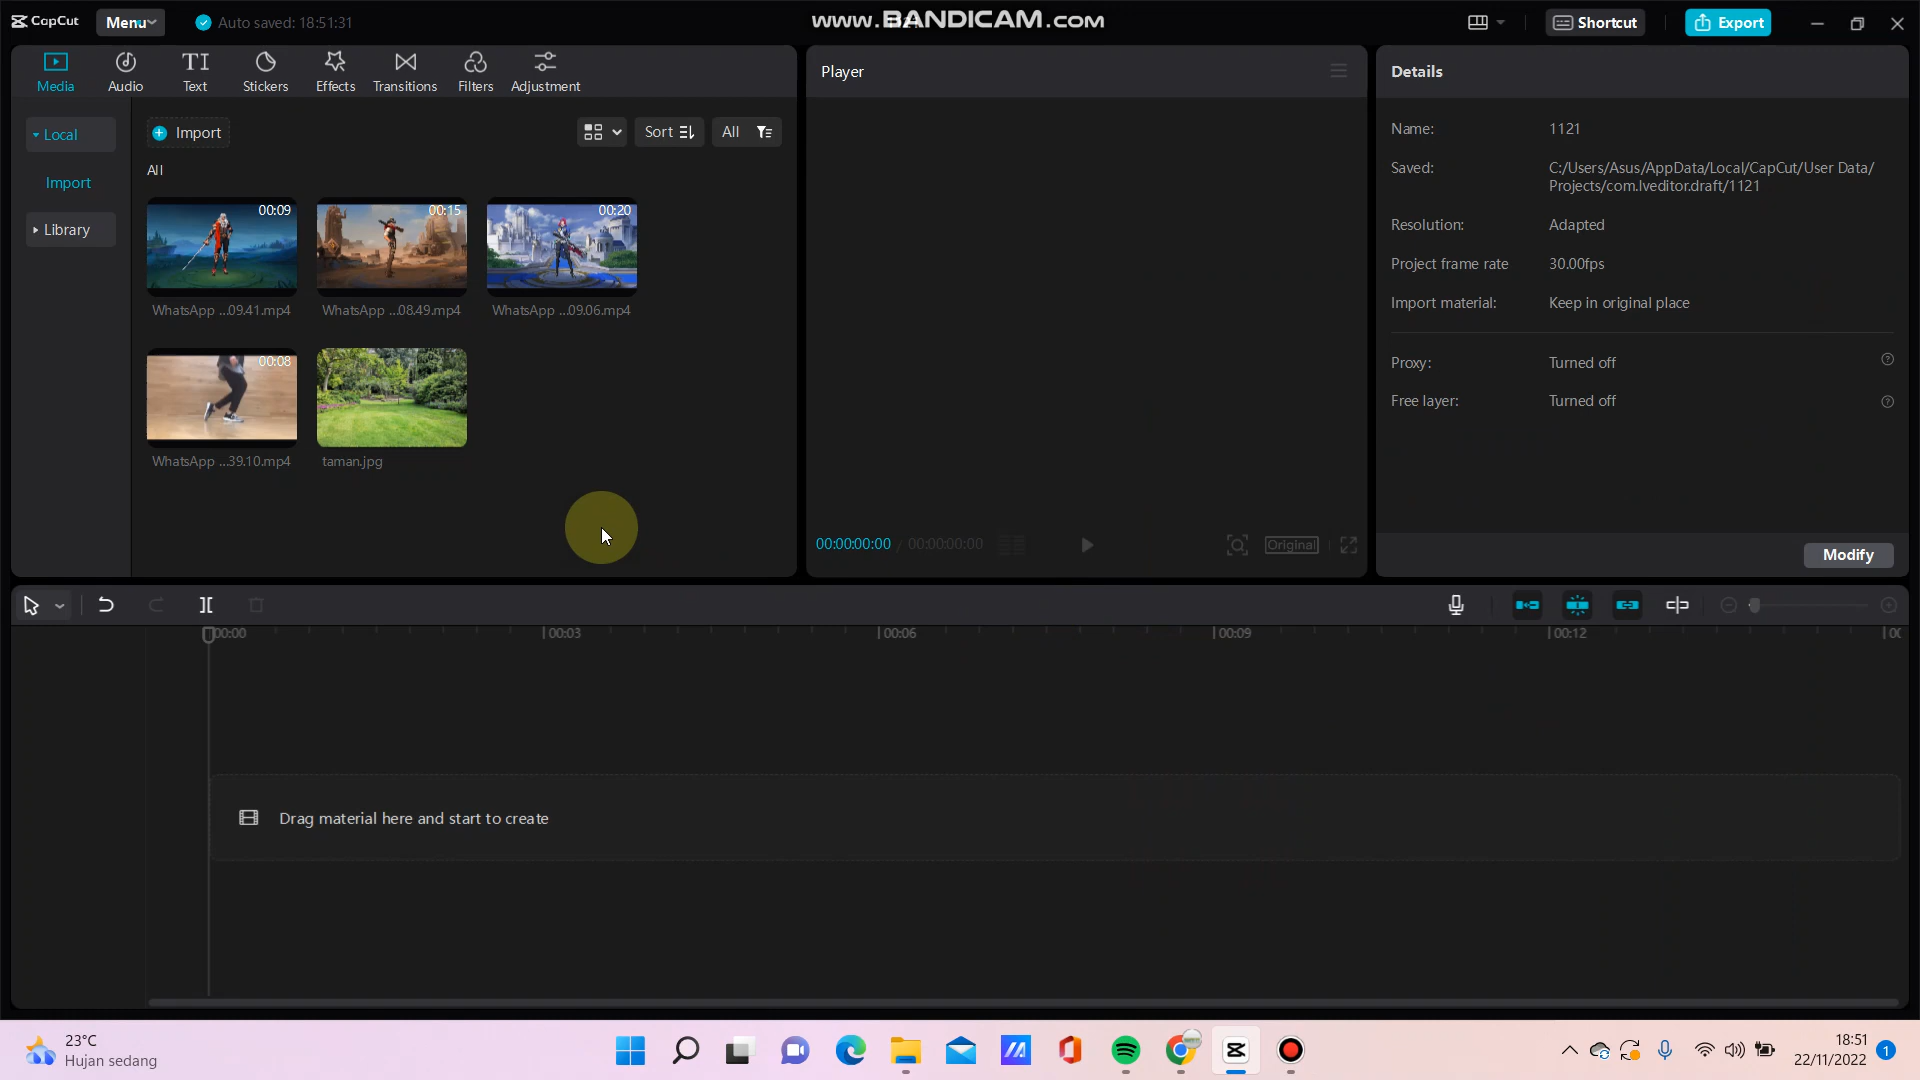 CapCut
Menu
Auto saved: 18:51:31
www.BANDICAM.com
Shortcut
Export
Media
Audio
Text
Stickers
Effects
Transitions
Filters
Adjustment
Local
Import
Library
Import
Sort
All
All
00:09
00:15
00:20
WhatsApp ...09.41.mp4
WhatsApp ...08.49.mp4
WhatsApp ...09.06.mp4
00:08
WhatsApp ...39.10.mp4
taman.jpg
Player
00:00:00:00 / 00:00:00:00
Original
Details
Name: 1121
Saved: C:/Users/Asus/AppData/Local/CapCut/User Data/
Projects/com.lveditor.draft/1121
Resolution: Adapted
Project frame rate 30.00fps
Import material: Keep in original place
Proxy: Turned off
Free layer: Turned off
Modify
00:00
00:03
00:06
00:09
00:12
Drag material here and start to create
23°C
Hujan sedang
18:51
22/11/2022
1